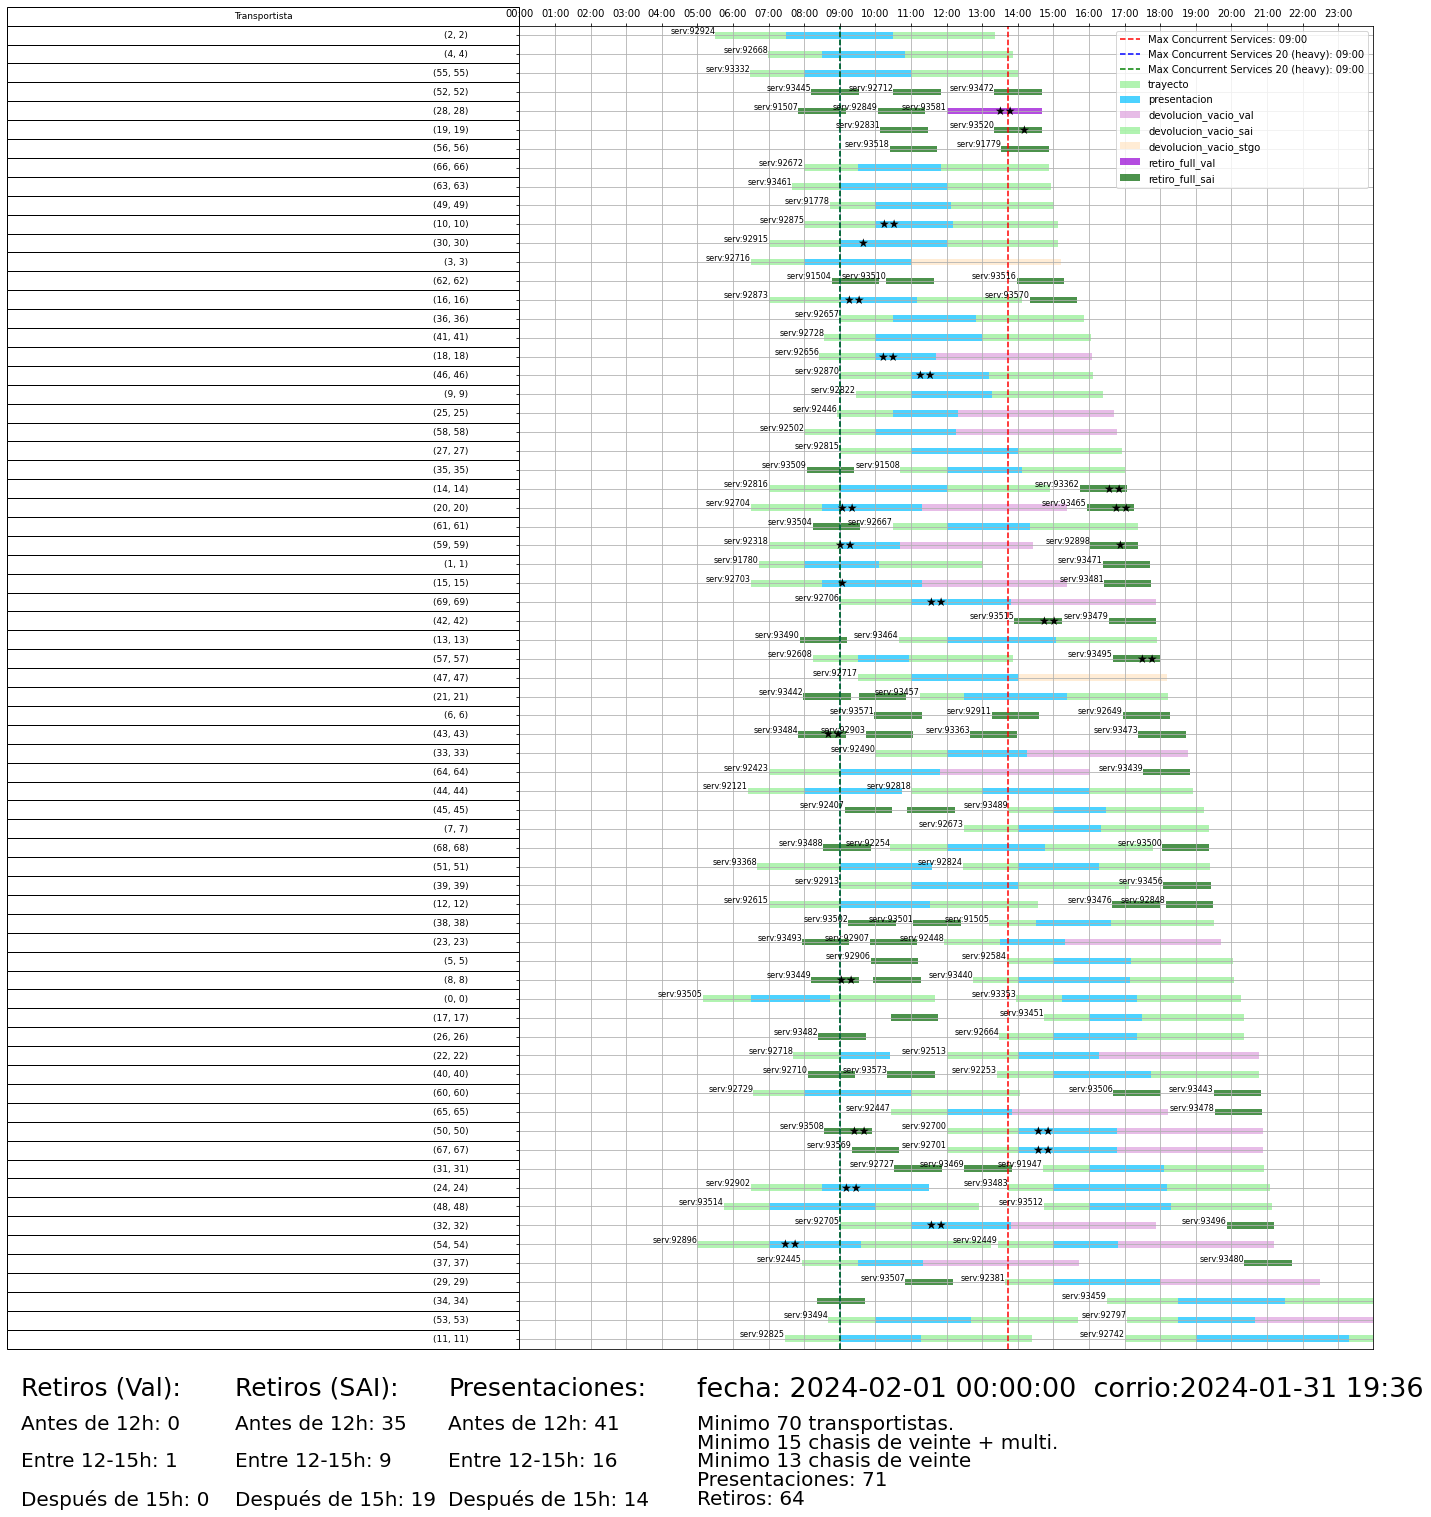 Transportista
00:00 01:00 02:00 03:00 04:00 05:00 06:00 07:00 08:00 09:00 10:00 11:00 12:00 13:00 14:00 15:00 16:00 17:00 18:00 19:00 20:00 21:00 22:00 23:00
Max Concurrent Services: 09:00
Max Concurrent Services 20 (heavy): 09:00
Max Concurrent Services 20 (heavy): 09:00
trayecto
presentacion
devolucion_vacio_val
devolucion_vacio_sai
devolucion_vacio_stgo
retiro_full_val
retiro_full_sai
(2, 2) serv:92924
(4, 4) serv:92668
(55, 55) serv:93332
(52, 52) serv:93445 serv:92712 serv:93472
(28, 28) serv:91507 serv:92849 serv:93581
(19, 19) serv:92831 serv:93520
(56, 56) serv:93518 serv:91779
(66, 66) serv:92672
(63, 63) serv:93461
(49, 49) serv:91778
(10, 10) serv:92875
(30, 30) serv:92915
(3, 3) serv:92716
(62, 62) serv:91504 serv:93510 serv:93516
(16, 16) serv:92873 serv:93570
(36, 36) serv:92657
(41, 41) serv:92728
(18, 18) serv:92656
(46, 46) serv:92870
(9, 9) serv:92822
(25, 25) serv:92446
(58, 58) serv:92502
(27, 27) serv:92815
(35, 35) serv:93509 serv:91508
(14, 14) serv:92816 serv:93362
(20, 20) serv:92704 serv:93465
(61, 61) serv:93504 serv:92667
(59, 59) serv:92318 serv:92898
(1, 1) serv:91780 serv:93471
(15, 15) serv:92703 serv:93481
(69, 69) serv:92706
(42, 42) serv:93515 serv:93479
(13, 13) serv:93490 serv:93464
(57, 57) serv:92608 serv:93495
(47, 47) serv:92717
(21, 21) serv:93442 serv:93457
(6, 6) serv:93571 serv:92911 serv:92649
(43, 43) serv:93484 serv:92903 serv:93363 serv:93473
(33, 33) serv:92490
(64, 64) serv:92423 serv:93439
(44, 44) serv:92121 serv:92818
(45, 45) serv:92407 serv:93489
(7, 7) serv:92673
(68, 68) serv:93488 serv:92254 serv:93500
(51, 51) serv:93368 serv:92824
(39, 39) serv:92913 serv:93456
(12, 12) serv:92615 serv:93476 serv:92848
(38, 38) serv:93502 serv:93501 serv:91505
(23, 23) serv:93493 serv:92907 serv:92448
(5, 5) serv:92906 serv:92584
(8, 8) serv:93449 serv:93440
(0, 0) serv:93505 serv:93353
(17, 17) serv:93451
(26, 26) serv:93482 serv:92664
(22, 22) serv:92718 serv:92513
(40, 40) serv:92710 serv:93573 serv:92253
(60, 60) serv:92729 serv:93506 serv:93443
(65, 65) serv:92447 serv:93478
(50, 50) serv:93508 serv:92700
(67, 67) serv:93569 serv:92701
(31, 31) serv:92727 serv:93469 serv:91947
(24, 24) serv:92902 serv:93483
(48, 48) serv:93514 serv:93512
(32, 32) serv:92705 serv:93496
(54, 54) serv:92896 serv:92449
(37, 37) serv:92445 serv:93480
(29, 29) serv:93507 serv:92381
(34, 34) serv:93459
(53, 53) serv:93494 serv:92797
(11, 11) serv:92825 serv:92742
Retiros (Val): Retiros (SAI): Presentaciones: fecha: 2024-02-01 00:00:00 corrio:2024-01-31 19:36
Antes de 12h: 0 Antes de 12h: 35 Antes de 12h: 41 Minimo 70 transportistas.
Minimo 15 chasis de veinte + multi.
Entre 12-15h: 1 Entre 12-15h: 9 Entre 12-15h: 16 Minimo 13 chasis de veinte
Presentaciones: 71
Después de 15h: 0 Después de 15h: 19 Después de 15h: 14 Retiros: 64